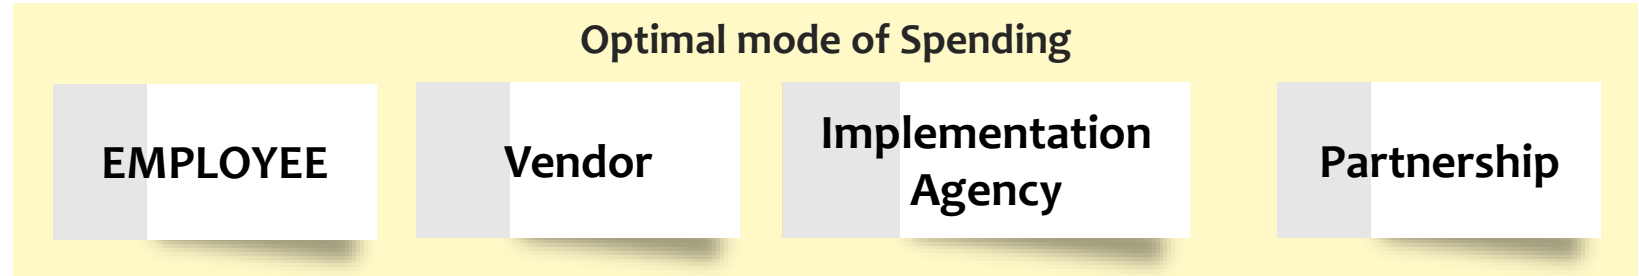 Optimal mode of Spending
EMPLOYEE
Vendor
Implementation
Agency
Partnership